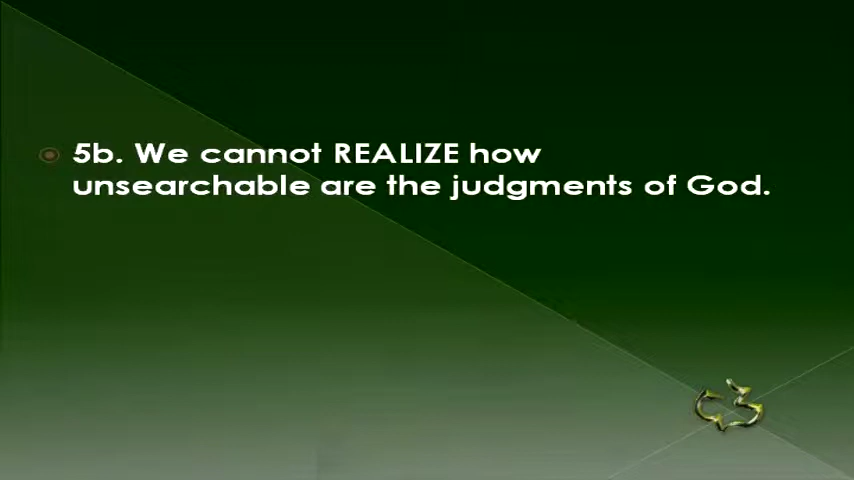 5b. We cannot REALIZE how
unsearchable are the judgments of God.